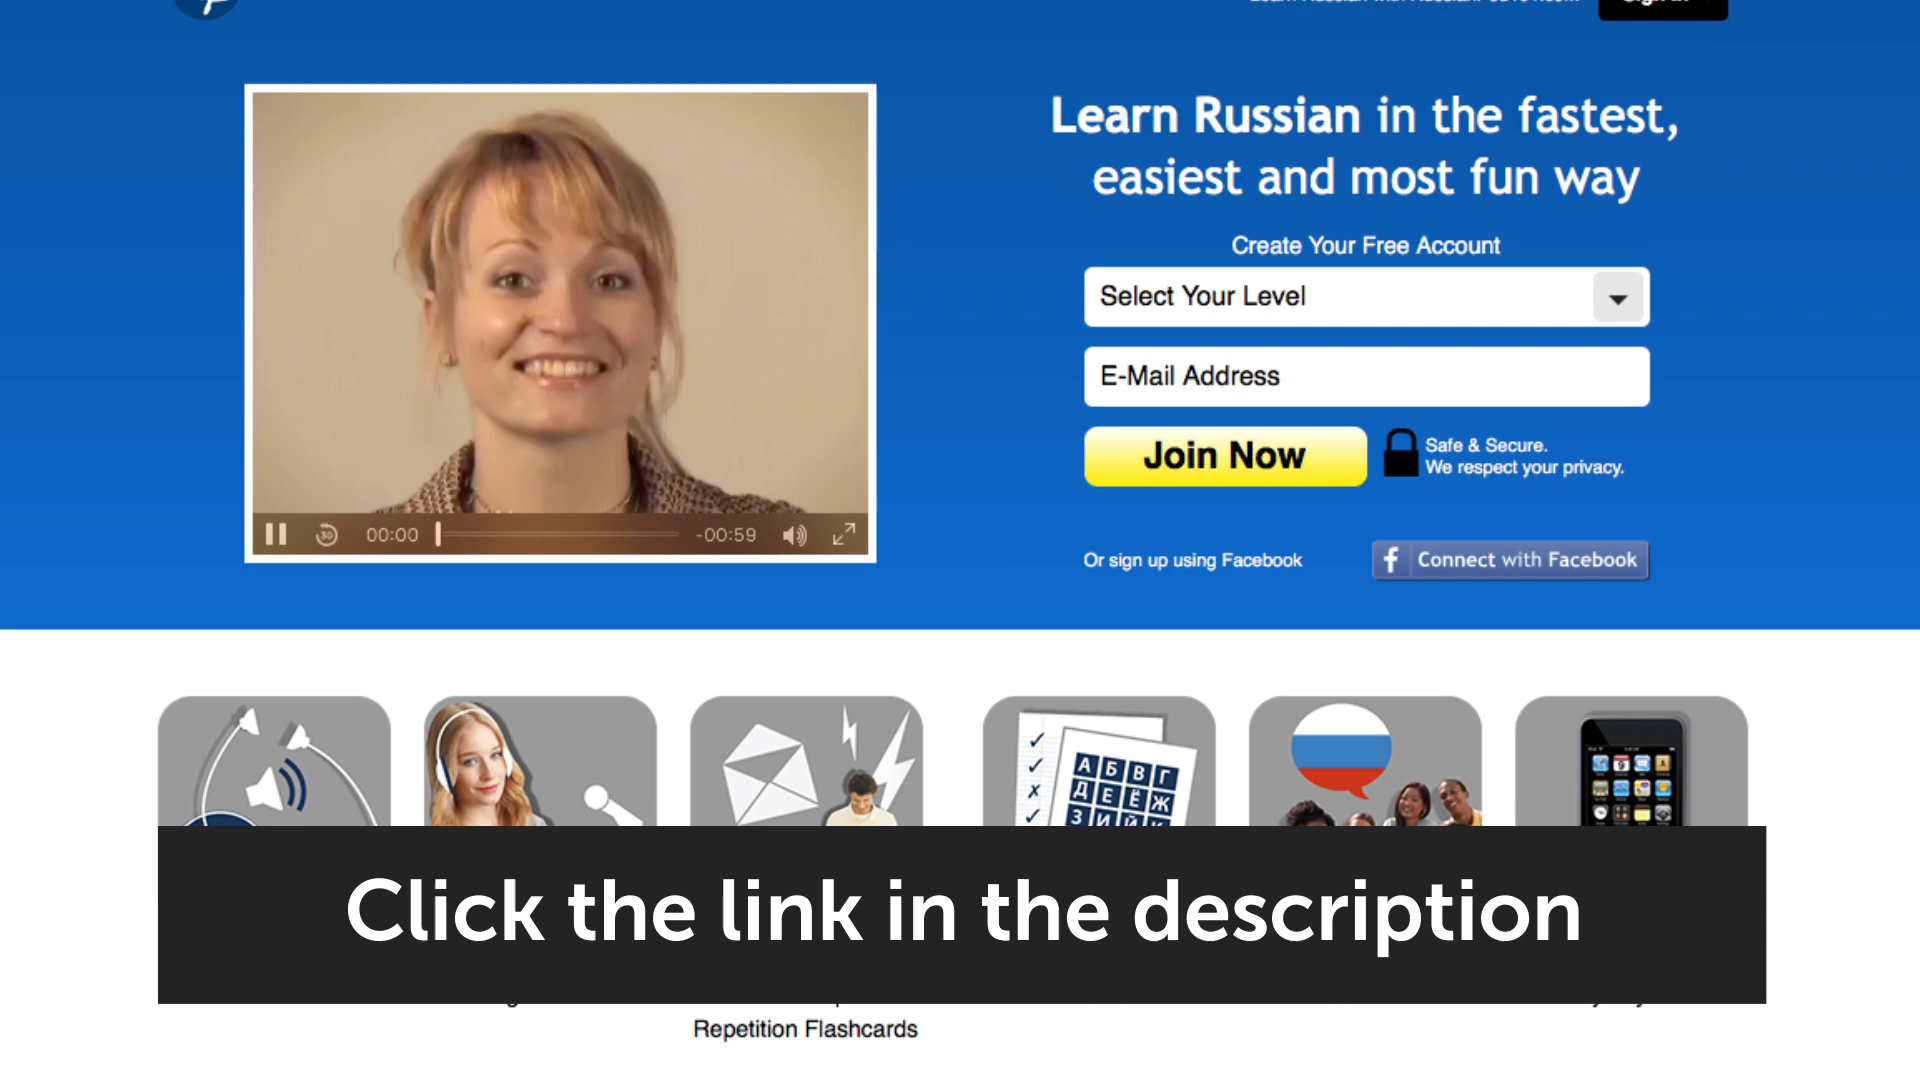 Learn Russian in the fastest,
easiest and most fun way
Create Your Free Account
Select Your Level
E-Mail Address
Join Now
Safe & Secure.
We respect your privacy.
30
00:00
-00:59
Or sign up using Facebook
f Connect with Facebook
А Б В Г
Д Е Ё Ж
З И Й К
Click the link in the description
Repetition Flashcards